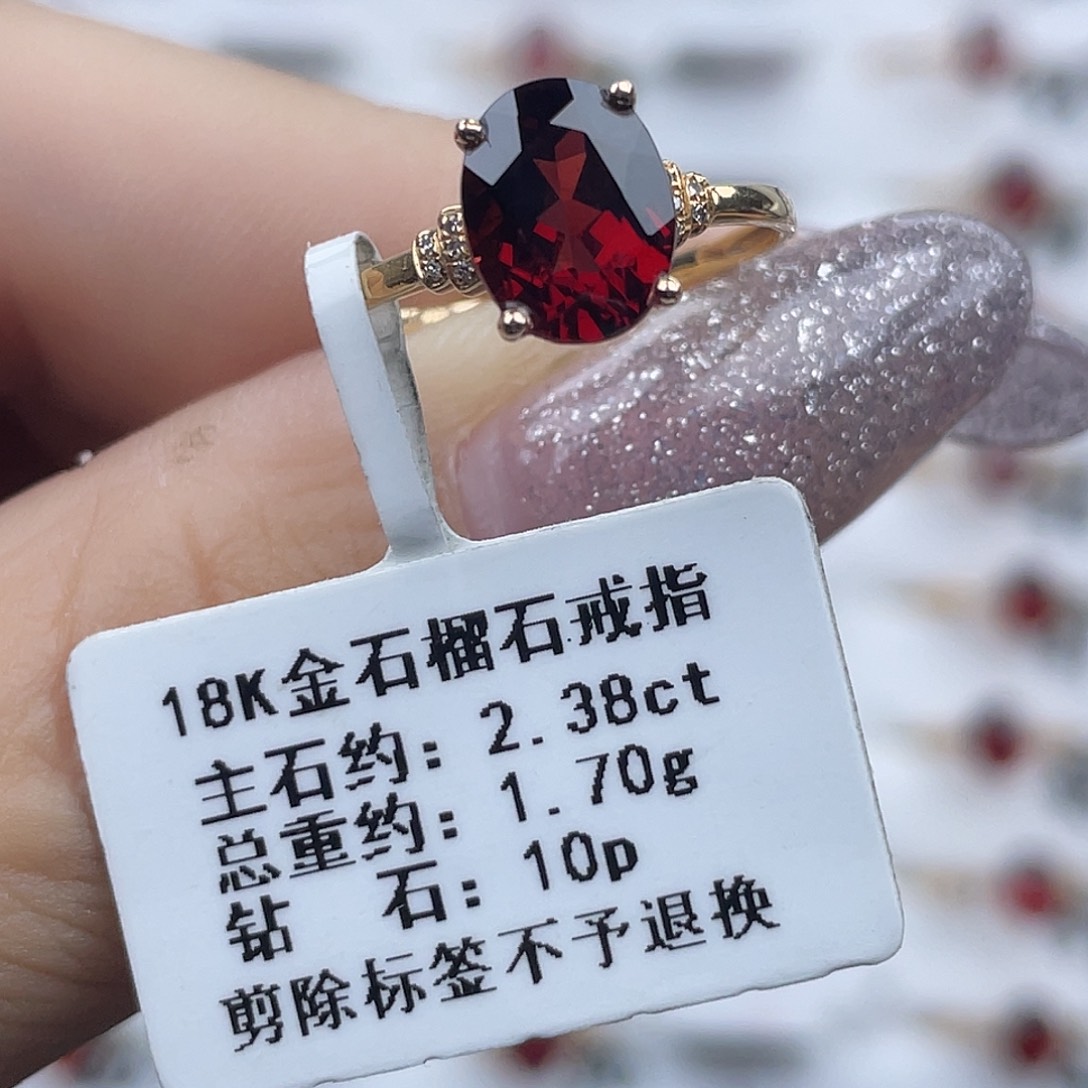 18K金石榴石戒指
主石约：2.38ct
总重约：1.70g
钻 石：10p
剪除标签不予退换